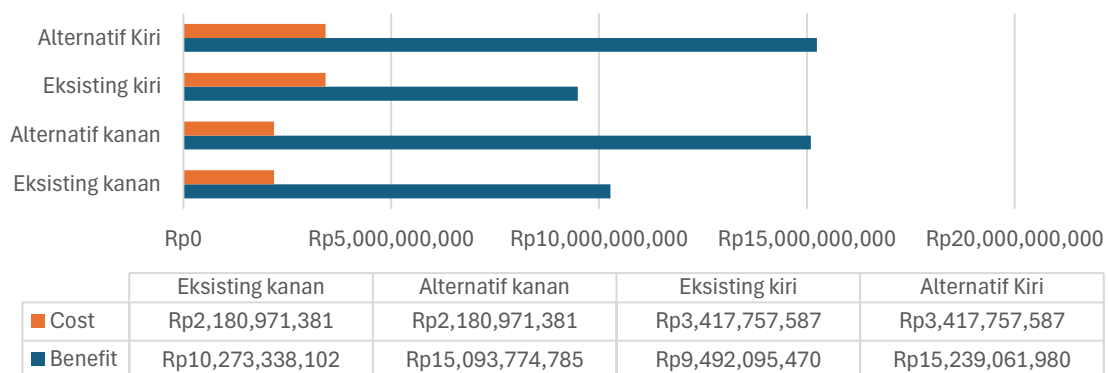 Alternatif Kiri
Eksisting kiri
Alternatif kanan
Eksisting kanan
Rp0 Rp5,000,000,000 Rp10,000,000,000 Rp15,000,000,000 Rp20,000,000,000
Eksisting kanan Alternatif kanan Eksisting kiri Alternatif Kiri
Cost Rp2,180,971,381 Rp2,180,971,381 Rp3,417,757,587 Rp3,417,757,587
Benefit Rp10,273,338,102 Rp15,093,774,785 Rp9,492,095,470 Rp15,239,061,980